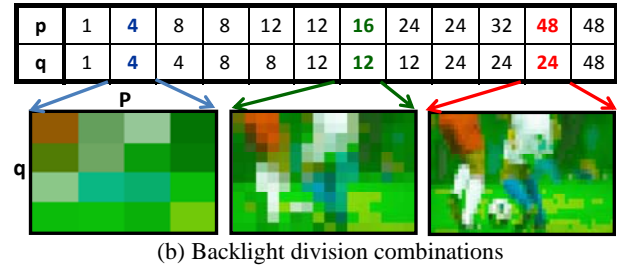 p 1 4 8 8 12 12 16 24 24 32 48 48
q 1 4 4 8 8 12 12 12 24 24 24 48
P
q
(b) Backlight division combinations